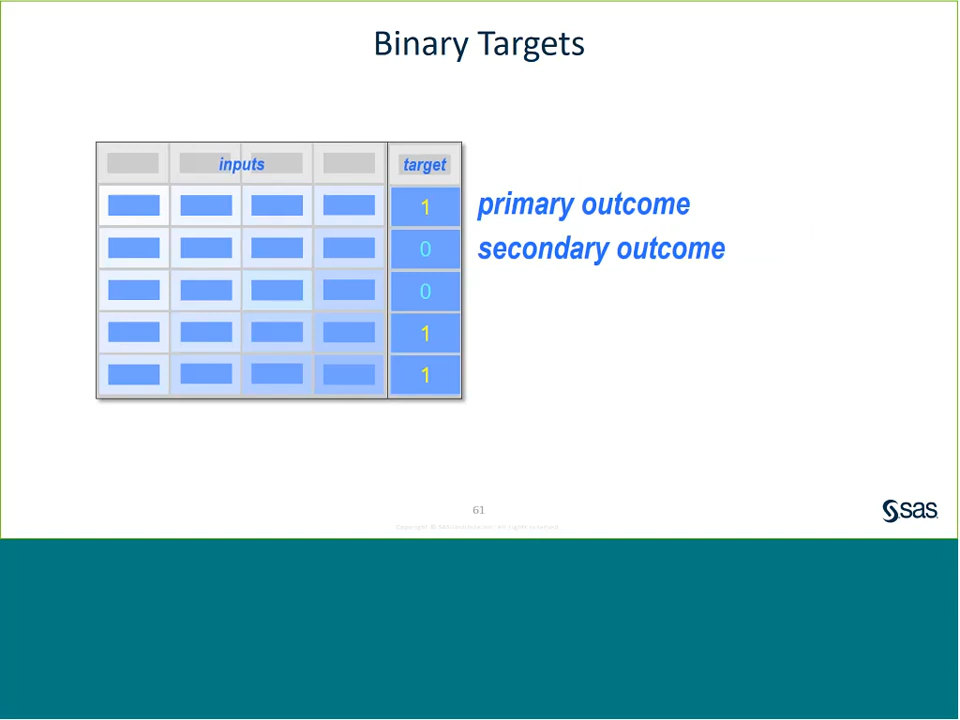 Binary Targets
inputs target
1 primary outcome
0 secondary outcome
0
1
1
61
sas